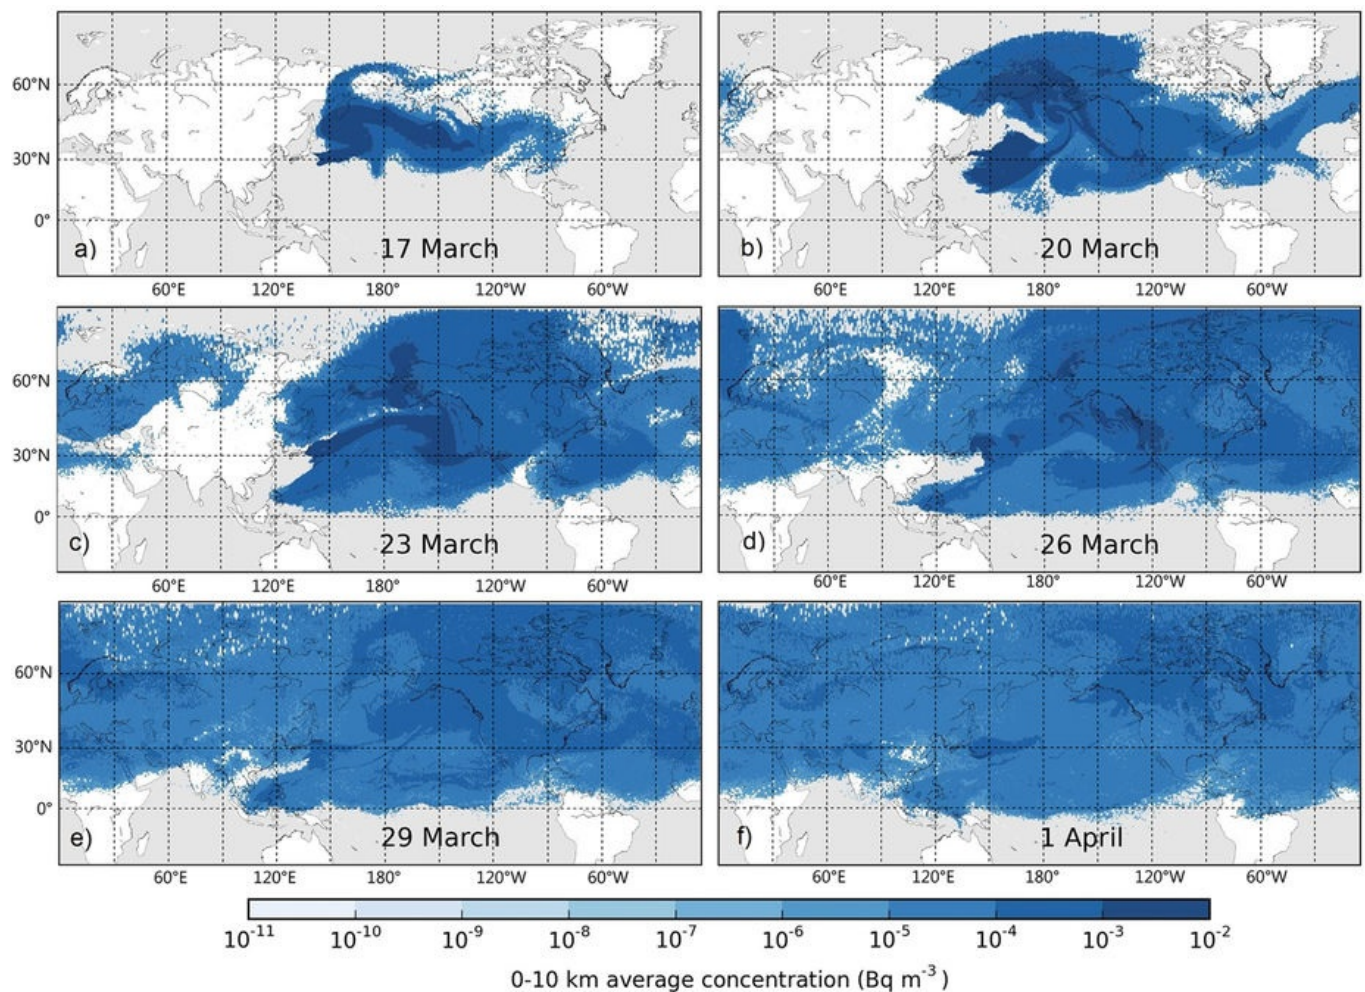 60°N
30°N
0°
a) 17 March
b) 20 March
60°E 120°E 180° 120°W 60°W 60°E 120°E 180° 120°W 60°W
60°N
30°N
0°
c) 23 March
d) 26 March
60°E 120°E 180° 120°W 60°W 60°E 120°E 180° 120°W 60°W
60°N
30°N
0°
e) 29 March
f) 1 April
60°E 120°E 180° 120°W 60°W 60°E 120°E 180° 120°W 60°W
10⁻¹¹ 10⁻¹⁰ 10⁻⁹ 10⁻⁸ 10⁻⁷ 10⁻⁶ 10⁻⁵ 10⁻⁴ 10⁻³ 10⁻²
0-10 km average concentration (Bq m⁻³ )